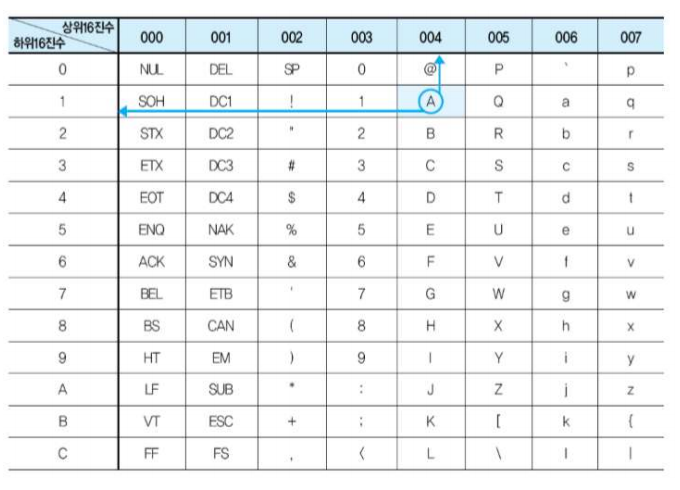 상위16진수 000 001 002 003 004 005 006 007
하위16진수
0 NUL DEL SP 0 @ P ` p
1 SOH DC1 ! 1 A Q a q
2 STX DC2 " 2 B R b r
3 ETX DC3 # 3 C S c s
4 EOT DC4 $ 4 D T d t
5 ENQ NAK % 5 E U e u
6 ACK SYN & 6 F V f v
7 BEL ETB ' 7 G W g w
8 BS CAN ( 8 H X h x
9 HT EM ) 9 I Y i y
A LF SUB * : J Z j z
B VT ESC + ; K [ k {
C FF FS , < L \ l |